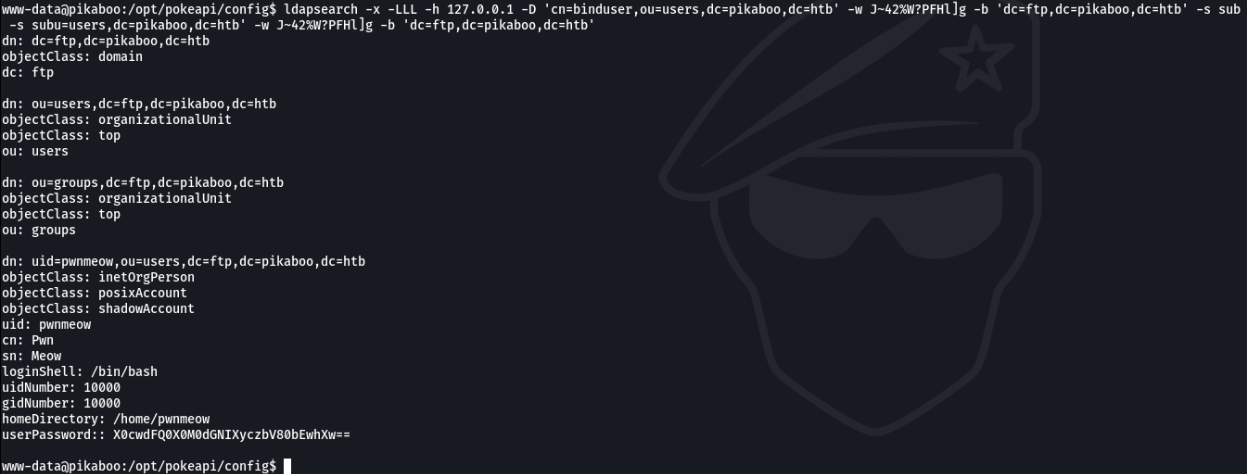 www-data@pikaboo:/opt/pokeapi/config$ ldapsearch -x -LLL -h 127.0.0.1 -D 'cn=binduser,ou=users,dc=pikaboo,dc=htb' -w J~42%W?PFHl]g -b 'dc=ftp,dc=pikaboo,dc=htb' -s sub
-s subu=users,dc=pikaboo,dc=htb' -w J~42%W?PFHl]g -b 'dc=ftp,dc=pikaboo,dc=htb'
dn: dc=ftp,dc=pikaboo,dc=htb
objectClass: domain
dc: ftp
dn: ou=users,dc=ftp,dc=pikaboo,dc=htb
objectClass: organizationalUnit
objectClass: top
ou: users
dn: ou=groups,dc=ftp,dc=pikaboo,dc=htb
objectClass: organizationalUnit
objectClass: top
ou: groups
dn: uid=pwnmeow,ou=users,dc=ftp,dc=pikaboo,dc=htb
objectClass: inetOrgPerson
objectClass: posixAccount
objectClass: shadowAccount
uid: pwnmeow
cn: Pwn
sn: Meow
loginShell: /bin/bash
uidNumber: 10000
gidNumber: 10000
homeDirectory: /home/pwnmeow
userPassword:: X0cwdFQ0X0M0dGNIXyczbV80bEwhXw==
www-data@pikaboo:/opt/pokeapi/config$